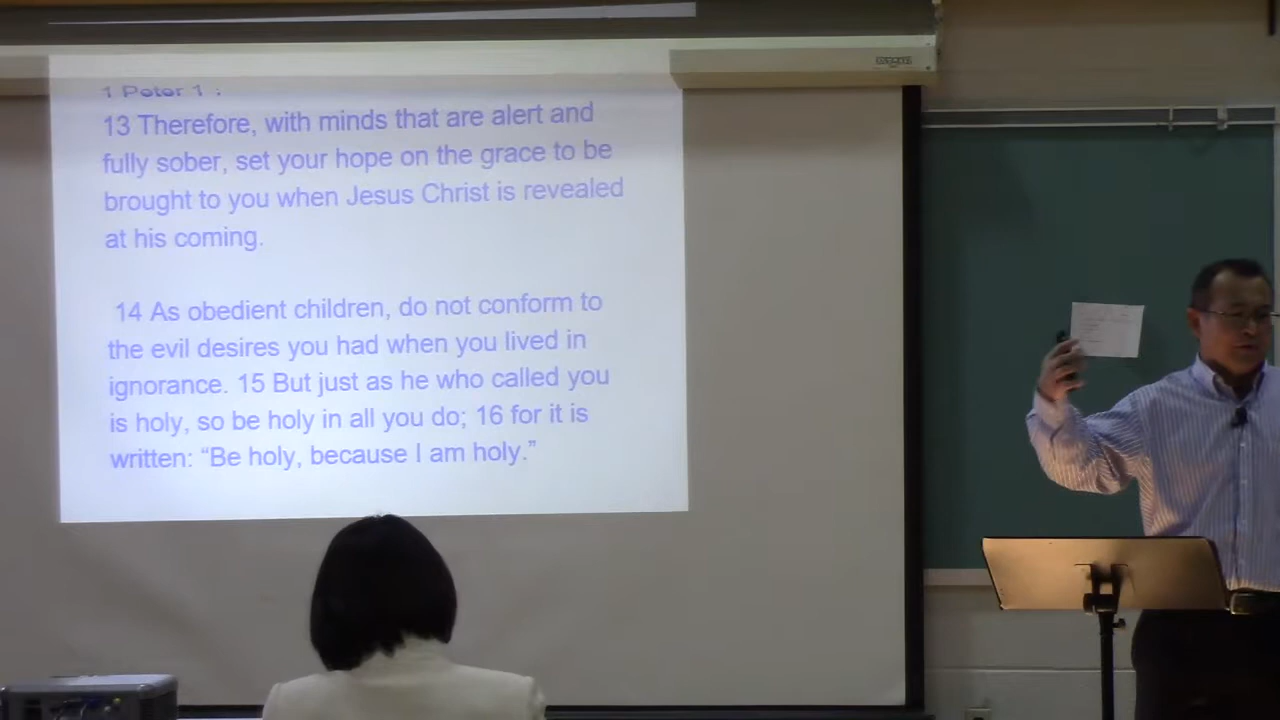 1 Peter 1 :
13 Therefore, with minds that are alert and
fully sober, set your hope on the grace to be
brought to you when Jesus Christ is revealed
at his coming.
14 As obedient children, do not conform to
the evil desires you had when you lived in
ignorance. 15 But just as he who called you
is holy, so be holy in all you do; 16 for it is
written: “Be holy, because I am holy.”